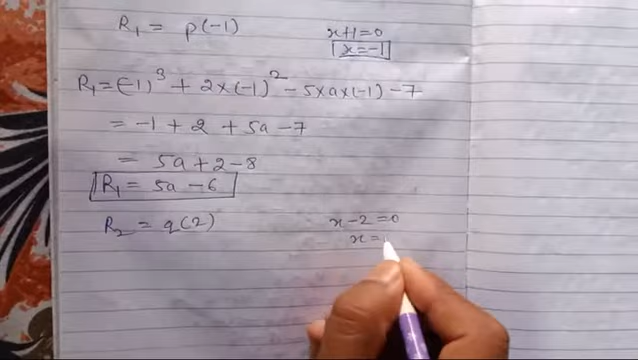 R₁ = p(-1)
x+1=0
x=-1
R₁=(-1)³ + 2×(-1)² - 5×a×(-1) - 7
= -1 + 2 + 5a - 7
= 5a + 2 - 8
R₁ = 5a - 6
R₂ = q(2)
x-2=0
x=